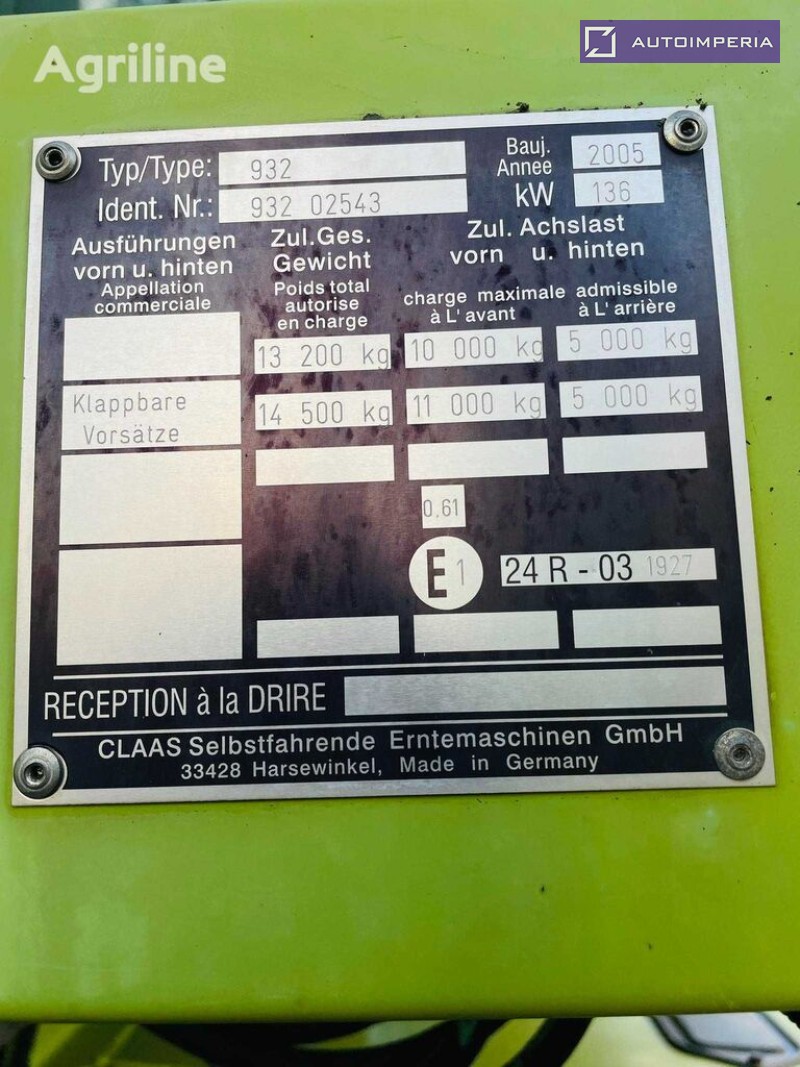 Agriline
AUTOIMPERIA
Typ/Type: 932
Bauj. Annee 2005
Ident. Nr.: 932 02543
kW 136
Ausführungen vorn u. hinten
Appellation commerciale
Zul.Ges. Gewicht
Poids total autorise en charge
Zul. Achslast
vorn u. hinten
charge maximale admissible
à L'avant à L'arrière
13 200 kg 10 000 kg 5 000 kg
Klappbare Vorsätze
14 500 kg 11 000 kg 5 000 kg
0.61
E 1 24 R - 03 1927
RECEPTION à la DRIRE
CLAAS Selbstfahrende Erntemaschinen GmbH
33428 Harsewinkel, Made in Germany